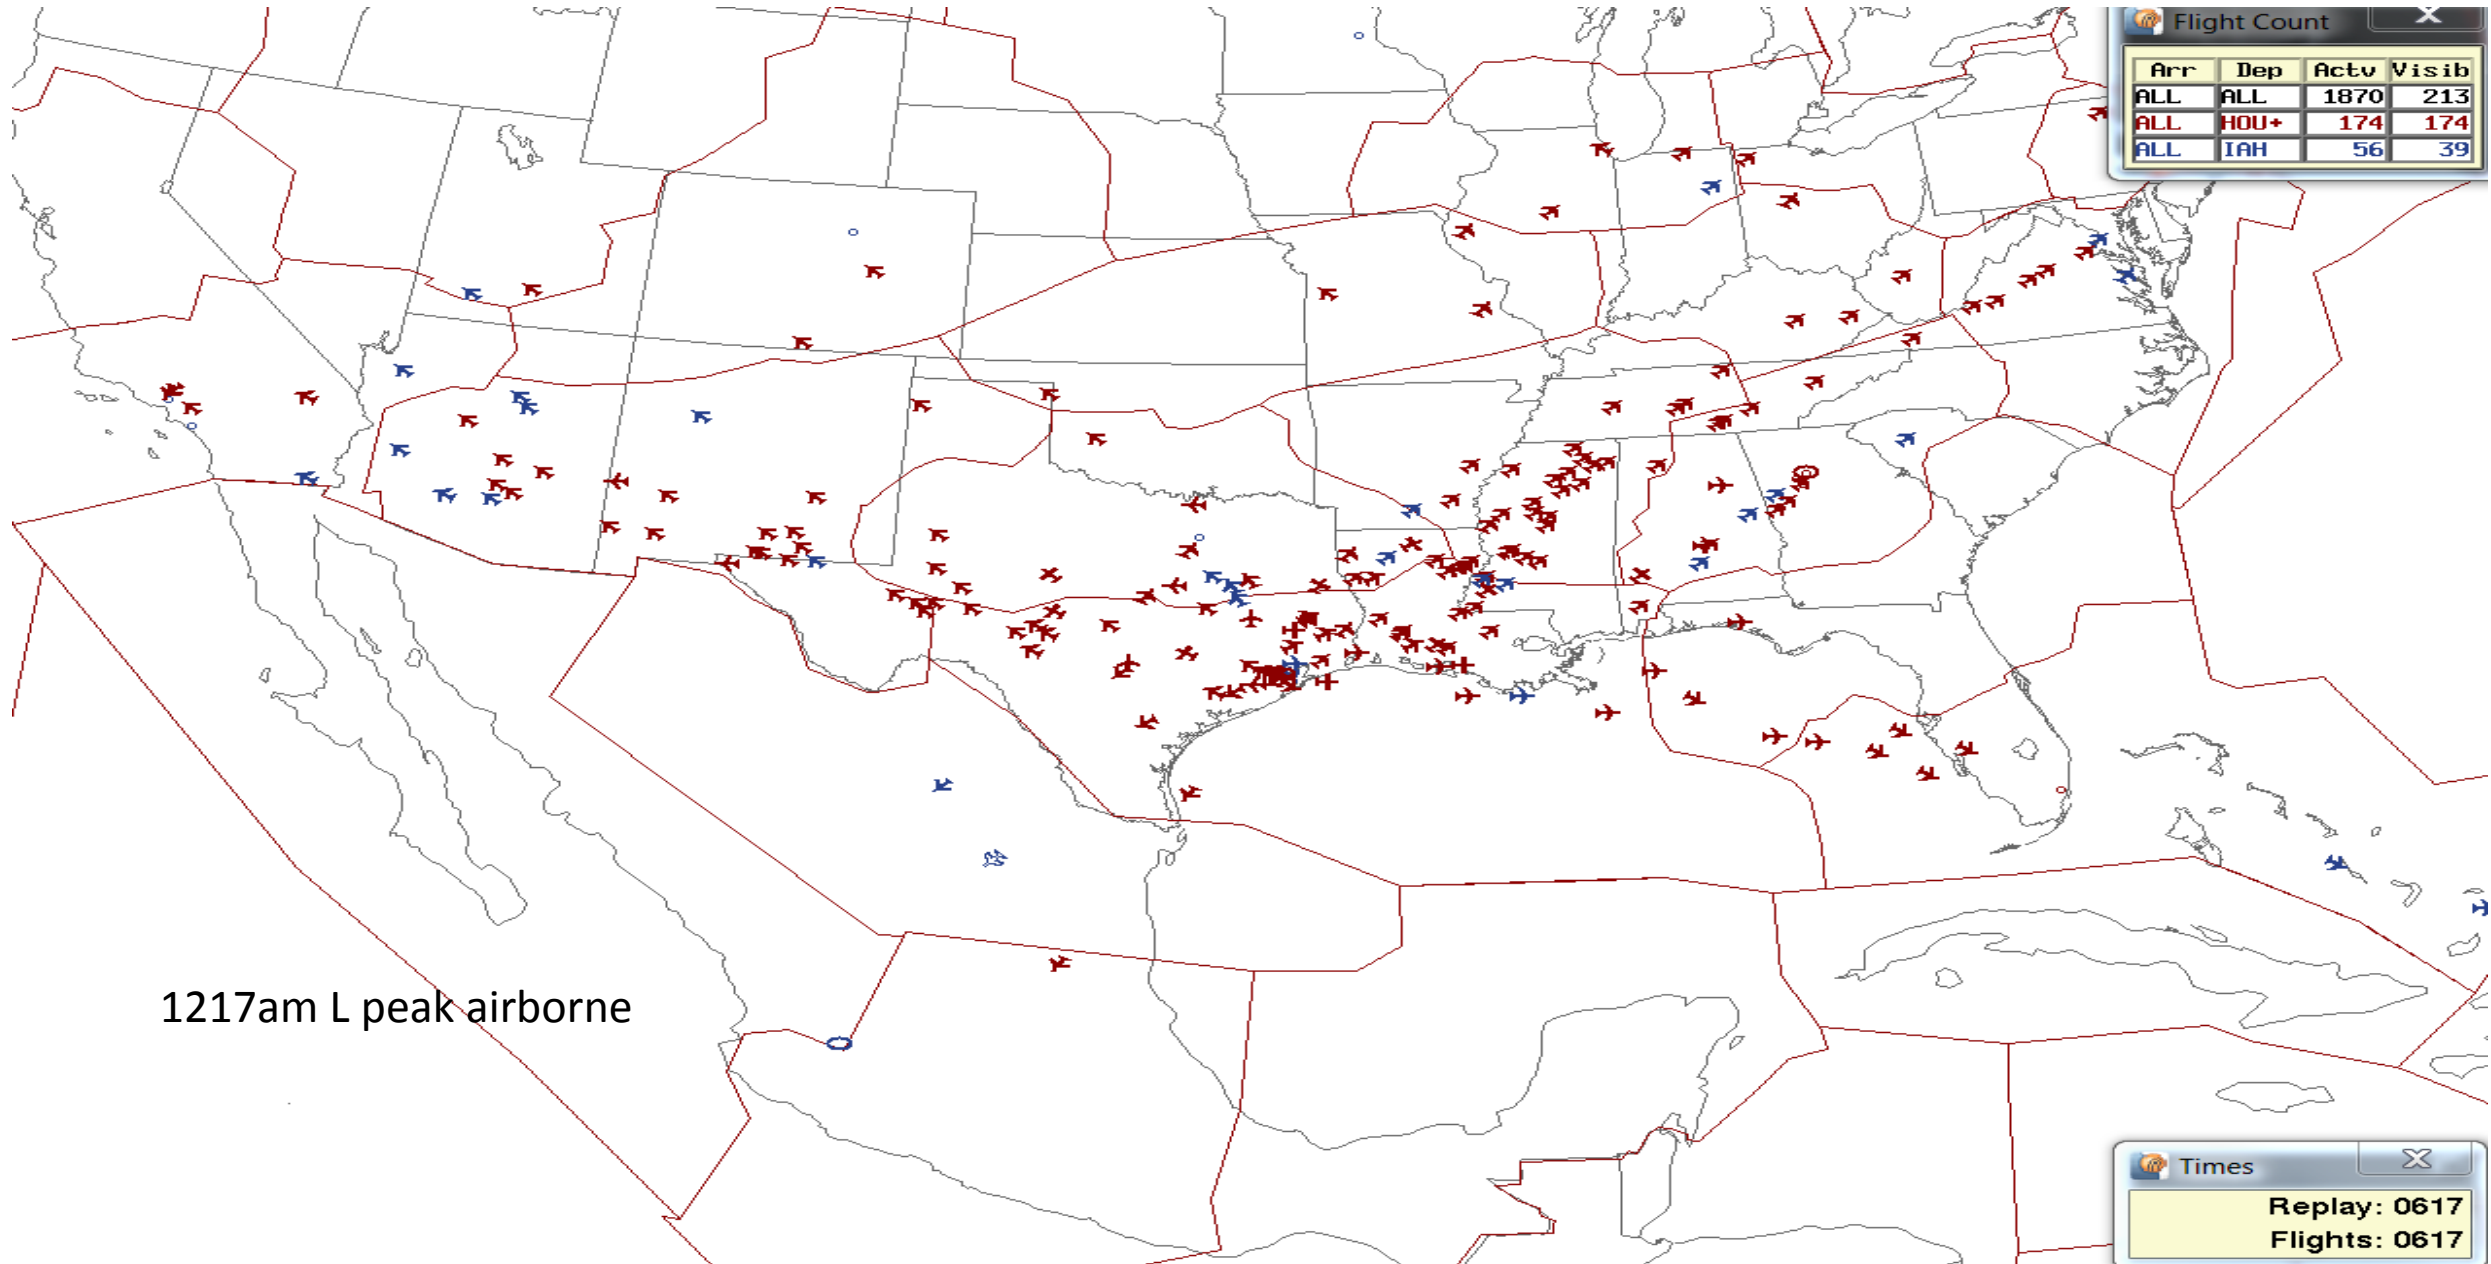 Flight Count
Arr Dep Actv Visib
ALL ALL 1870 213
ALL HOU+ 174 174
ALL IAH 56 39
1217am L peak airborne
Times
Replay: 0617
Flights: 0617